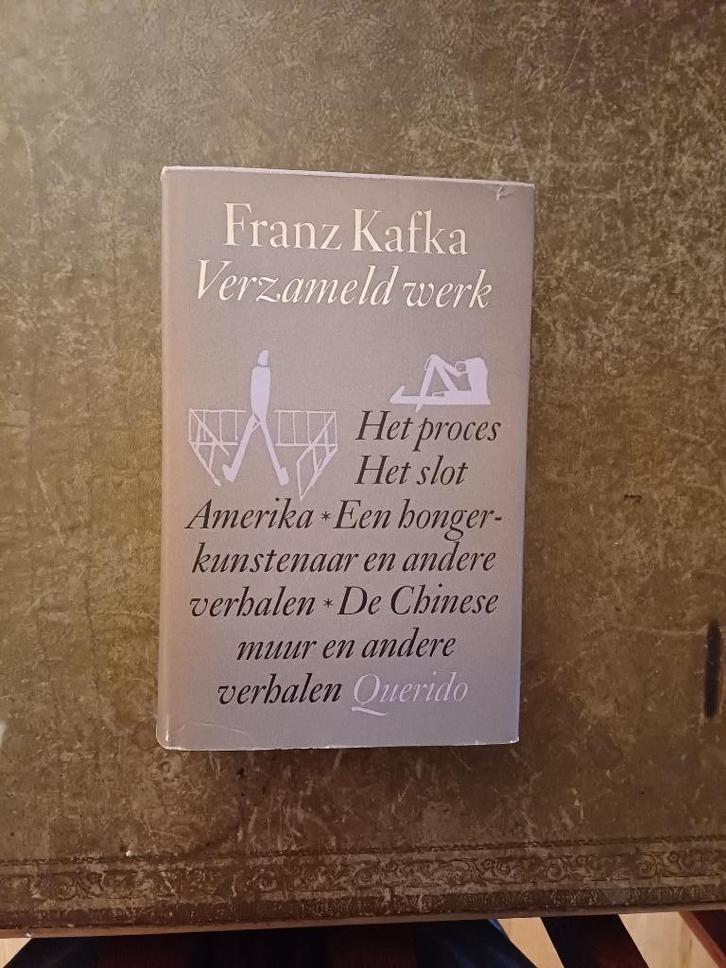 Franz Kafka
Verzameld werk
Het proces
Het slot
Amerika * Een honger-
kunstenaar en andere
verhalen * De Chinese
muur en andere
verhalen Querido